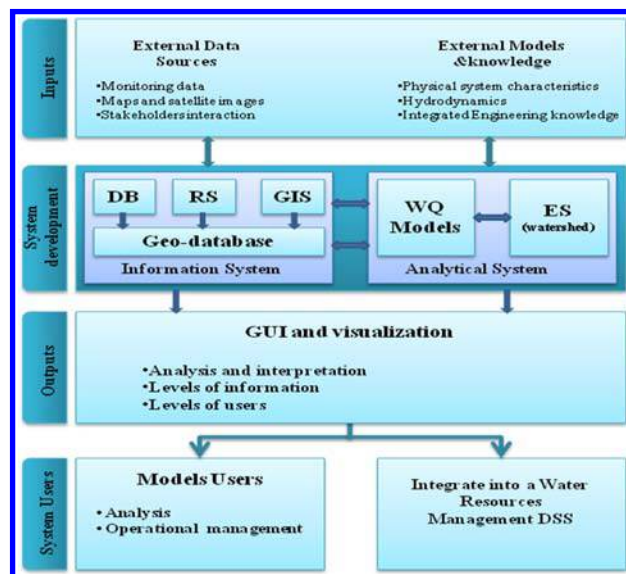 Inputs
External Data
Sources
•Monitoring data
•Maps and satellite images
•Stakeholders interaction
External Models
&knowledge
•Physical system characteristics
•Hydrodynamics
•Integrated Engineering knowledge
System
development
DB
RS
GIS
Geo-database
Information System
WQ
Models
ES
(watershed)
Analytical System
Outputs
GUI and visualization
•Analysis and interpretation
•Levels of information
•Levels of users
System Users
Models Users
•Analysis
•Operational management
Integrate into a Water
Resources
Management DSS